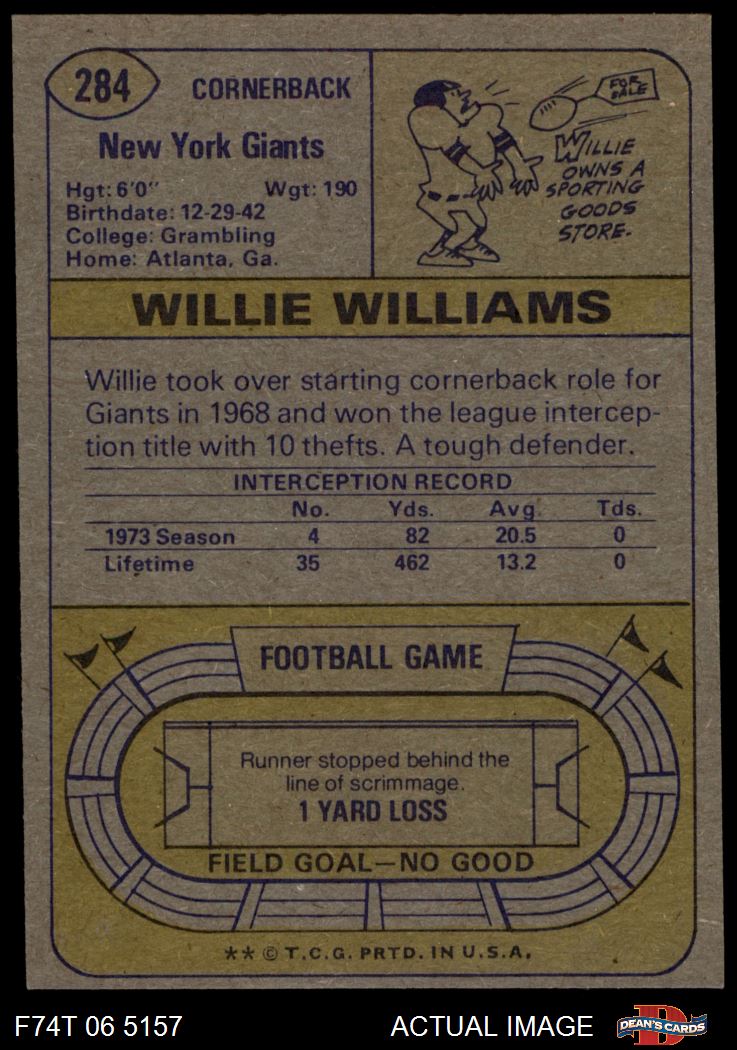 284
CORNERBACK
New York Giants
Hgt: 6'0" Wgt: 190
Birthdate: 12-29-42
College: Grambling
Home: Atlanta, Ga.
FOR
SALE
WILLIE
OWNS A
SPORTING
GOODS
STORE.
WILLIE WILLIAMS
Willie took over starting cornerback role for
Giants in 1968 and won the league intercep-
tion title with 10 thefts. A tough defender.
INTERCEPTION RECORD
No. Yds. Avg. Tds.
1973 Season 4 82 20.5 0
Lifetime 35 462 13.2 0
FOOTBALL GAME
Runner stopped behind the
line of scrimmage.
1 YARD LOSS
FIELD GOAL—NO GOOD
** © T.C.G. PRTD. IN U.S.A.
F74T 06 5157 ACTUAL IMAGE
D
DEAN'S CARDS